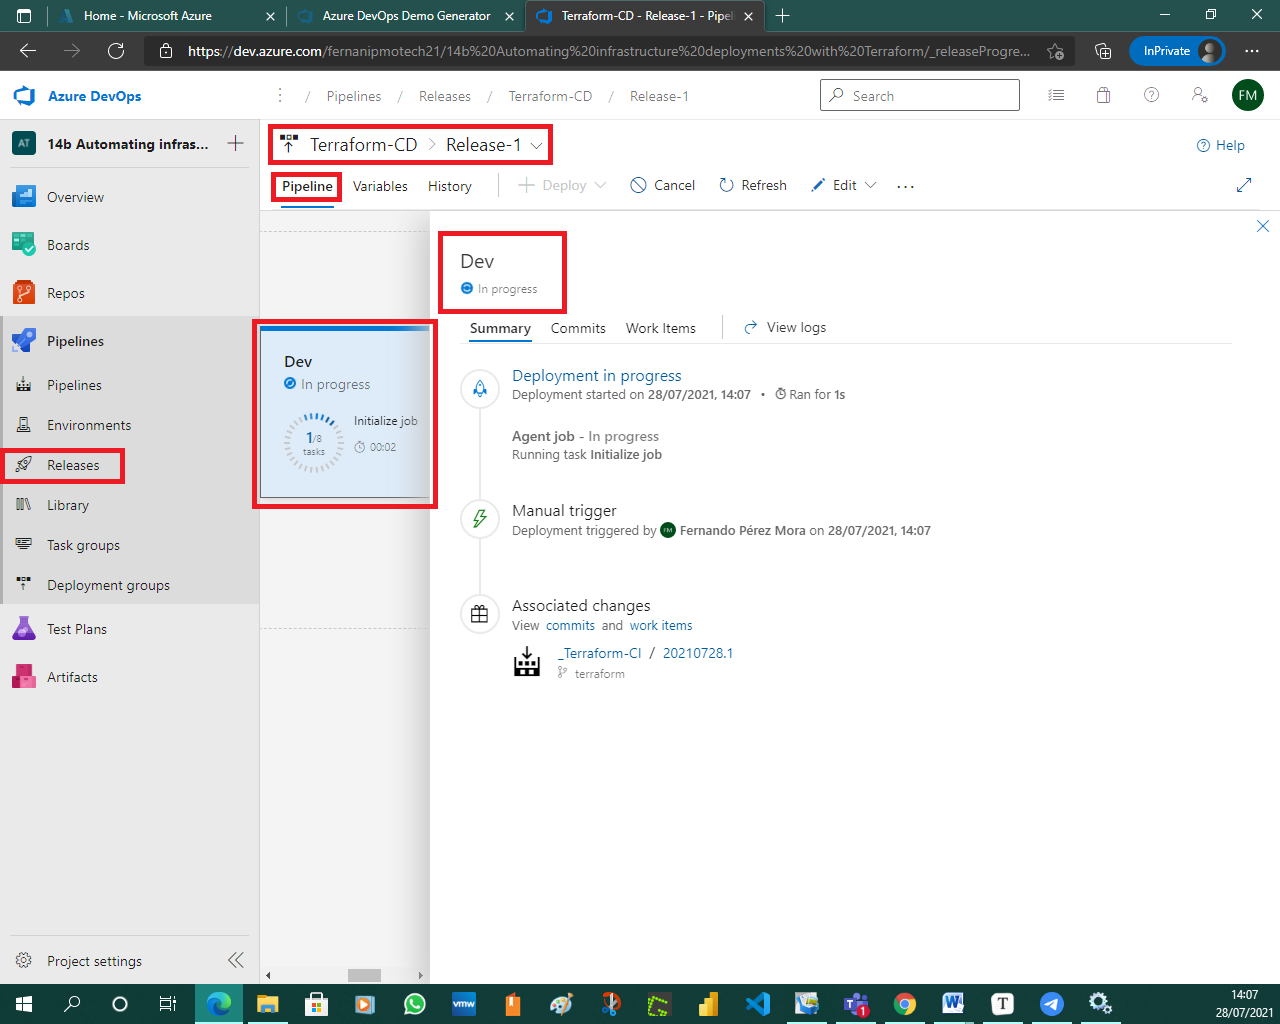 Home - Microsoft Azure
Azure DevOps Demo Generator
Terraform-CD - Release-1 - Pipel
https://dev.azure.com/fernanipmotech21/14b%20Automating%20infrastructure%20deployments%20with%20Terraform/_releaseProgre...
InPrivate
Azure DevOps
/ Pipelines / Releases / Terraform-CD / Release-1
Search
FM
AT 14b Automating infras...
Terraform-CD > Release-1
Help
Pipeline Variables History Deploy Cancel Refresh Edit ...
Overview
Boards
Repos
Pipelines
Pipelines
Environments
Releases
Library
Task groups
Deployment groups
Test Plans
Artifacts
Project settings
Dev
In progress
1/8
tasks
Initialize job
00:02
Dev
In progress
Summary Commits Work Items View logs
Deployment in progress
Deployment started on 28/07/2021, 14:07 • Ran for 1s
Agent job - In progress
Running task Initialize job
Manual trigger
Deployment triggered by FM Fernando Pérez Mora on 28/07/2021, 14:07
Associated changes
View commits and work items
_Terraform-CI / 20210728.1
terraform
vmw
1
W
T
14:07
28/07/2021